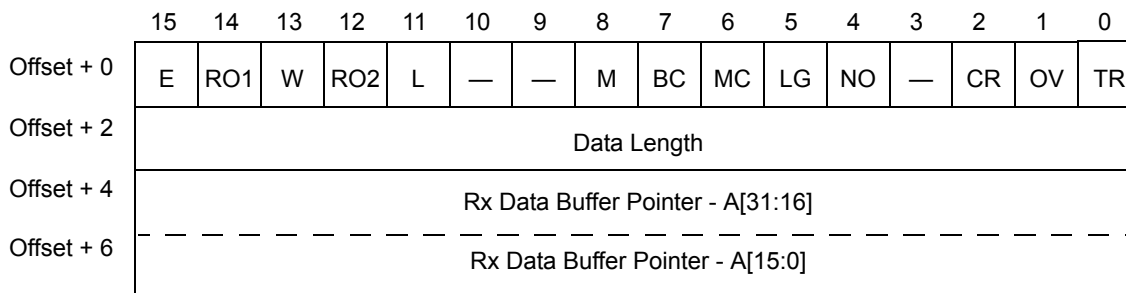 15 14 13 12 11 10 9 8 7 6 5 4 3 2 1 0
Offset + 0 E RO1 W RO2 L — — M BC MC LG NO — CR OV TR
Offset + 2 Data Length
Offset + 4 Rx Data Buffer Pointer - A[31:16]
Offset + 6 Rx Data Buffer Pointer - A[15:0]